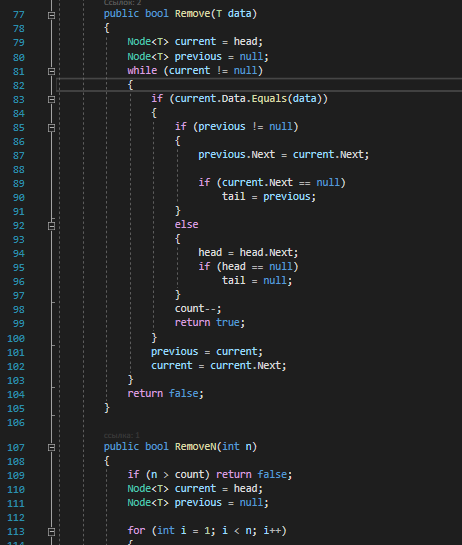 Ссылок: 2
77 public bool Remove(T data)
78 {
79 Node<T> current = head;
80 Node<T> previous = null;
81 while (current != null)
82 {
83 if (current.Data.Equals(data))
84 {
85 if (previous != null)
86 {
87 previous.Next = current.Next;
88
89 if (current.Next == null)
90 tail = previous;
91 }
92 else
93 {
94 head = head.Next;
95 if (head == null)
96 tail = null;
97 }
98 count--;
99 return true;
100 }
101 previous = current;
102 current = current.Next;
103 }
104 return false;
105 }
106
ссылка: 1
107 public bool RemoveN(int n)
108 {
109 if (n > count) return false;
110 Node<T> current = head;
111 Node<T> previous = null;
112
113 for (int i = 1; i < n; i++)
114 {